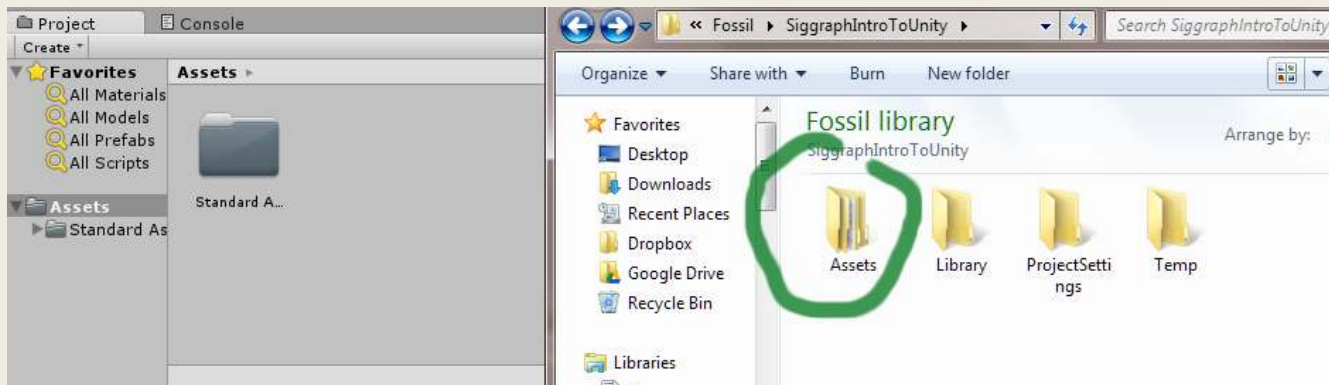 Project
Console
Create
Favorites
All Materials
All Models
All Prefabs
All Scripts
Assets
Standard As
Assets
Standard A...
« Fossil ▸ SiggraphIntroToUnity ▸
Search SiggraphIntroToUnity
Organize
Share with
Burn
New folder
Favorites
Desktop
Downloads
Recent Places
Dropbox
Google Drive
Recycle Bin
Libraries
Fossil library
SiggraphIntroToUnity
Arrange by:
Assets
Library
ProjectSetti
ngs
Temp